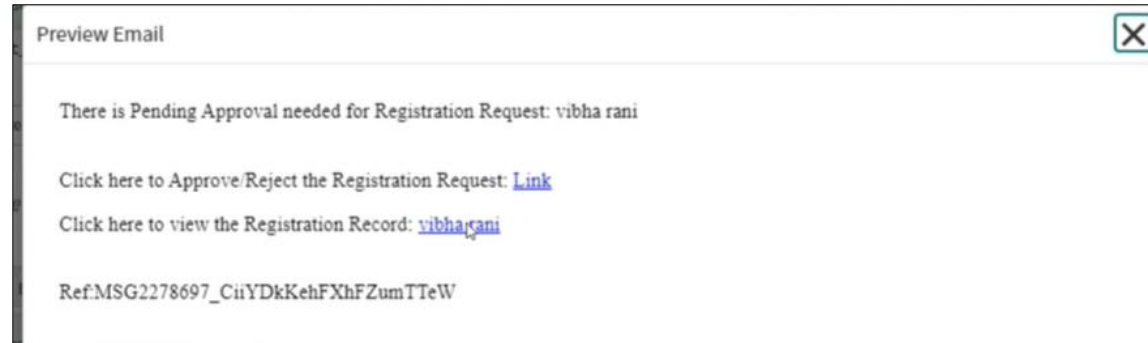 Preview Email
There is Pending Approval needed for Registration Request: vibha rani
Click here to Approve/Reject the Registration Request: Link
Click here to view the Registration Record: vibha rani
Ref:MSG2278697_CiiYDkKehFXhFZumTTeW